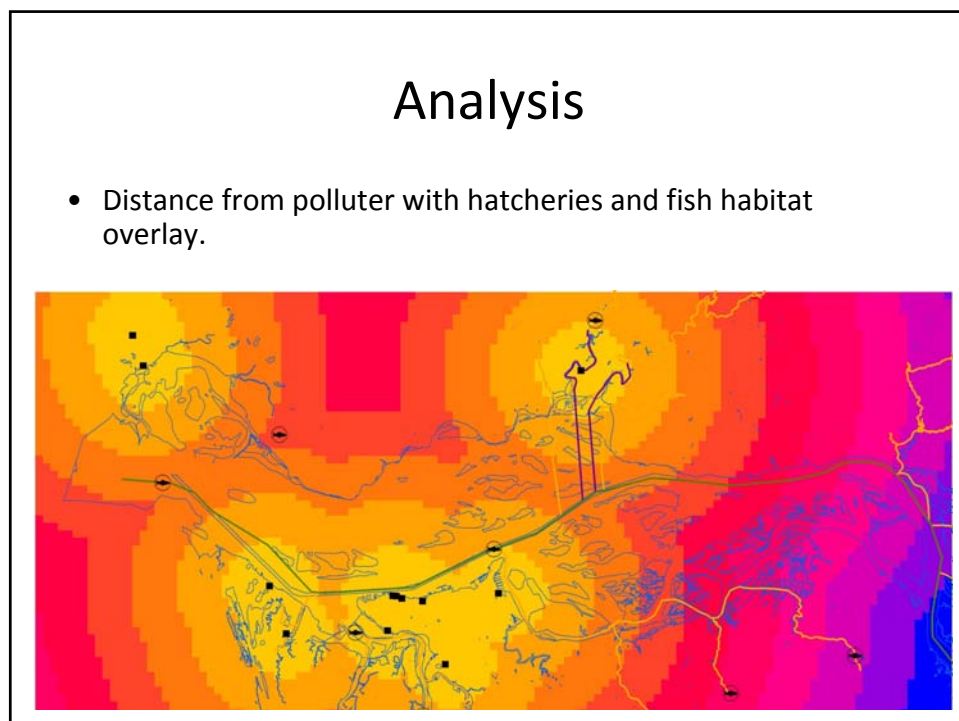 Analysis
• Distance from polluter with hatcheries and fish habitat
overlay.